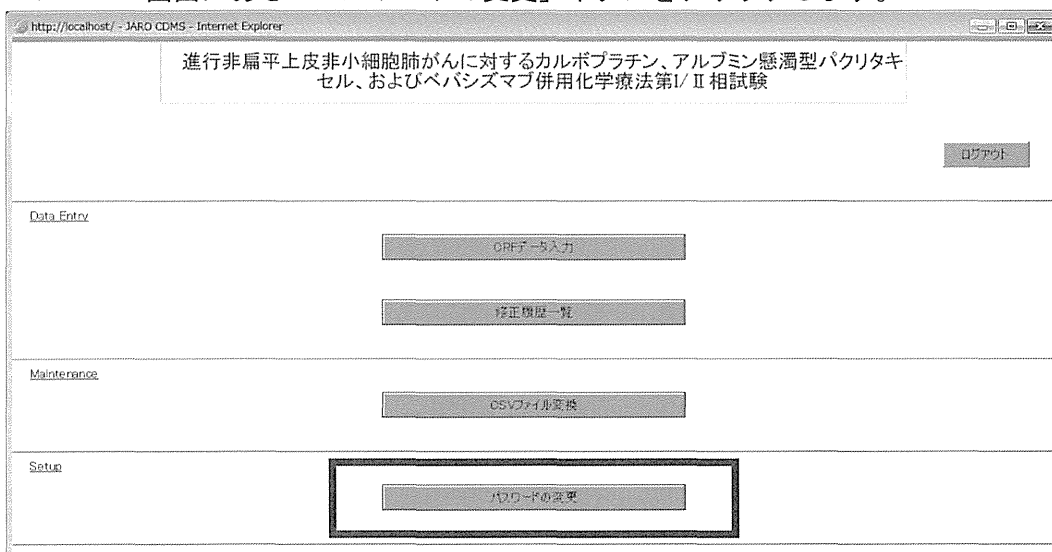 http://localhost/ - JARO CDMS - Internet Explorer
進行非扁平上皮非小細胞肺がんに対するカルボプラチン、アルブミン懸濁型パクリタキ
セル、およびベバシズマブ併用化学療法第I/Ⅱ相試験
ログアウト
Data Entry
CRFデータ入力
修正履歴一覧
Maintenance
CSVファイル変換
Setup
パスワードの変更